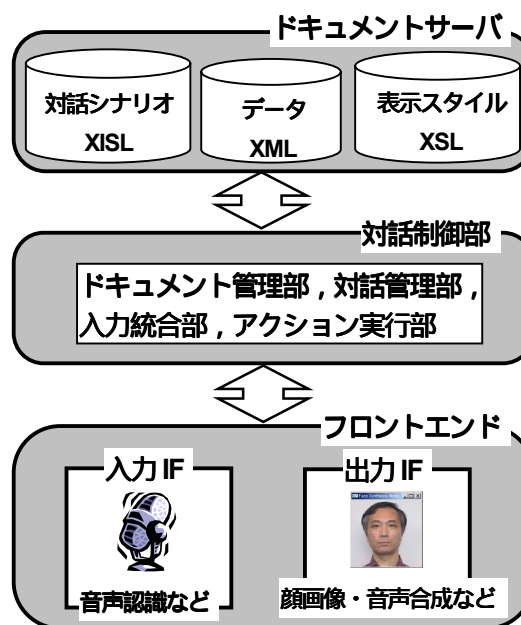 ドキュメントサーバ
対話シナリオ
XISL
データ
XML
表示スタイル
XSL
対話制御部
ドキュメント管理部，対話管理部，
入力統合部，アクション実行部
フロントエンド
入力 IF
音声認識など
出力 IF
顔画像・音声合成など